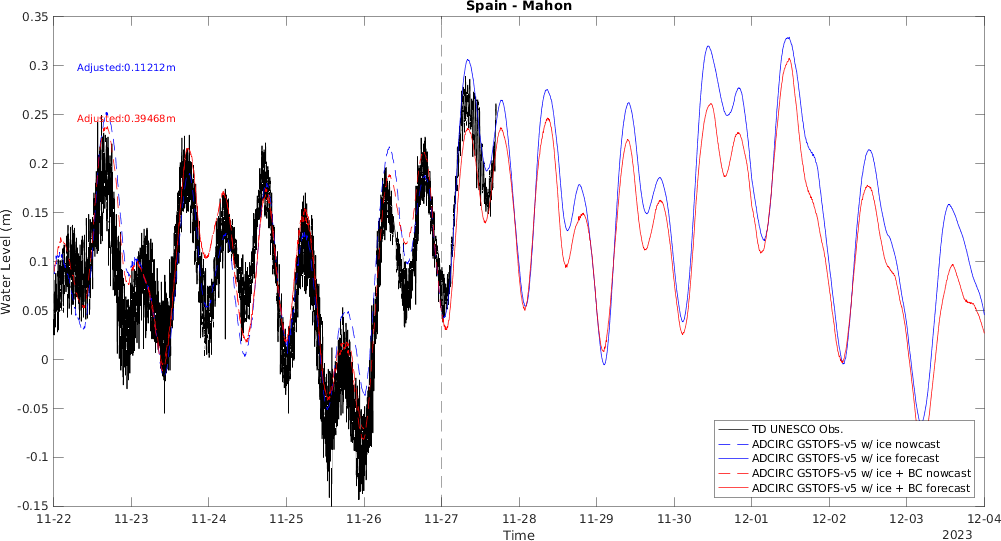 Spain - Mahon
0.35
0.3
0.25
0.2
0.15
0.1
0.05
0
-0.05
-0.1
-0.15
Water Level (m)
Adjusted:0.11212m
Adjusted:0.39468m
TD UNESCO Obs.
ADCIRC GSTOFS-v5 w/ ice nowcast
ADCIRC GSTOFS-v5 w/ ice forecast
ADCIRC GSTOFS-v5 w/ ice + BC nowcast
ADCIRC GSTOFS-v5 w/ ice + BC forecast
11-22 11-23 11-24 11-25 11-26 11-27 11-28 11-29 11-30 12-01 12-02 12-03 12-04
Time
2023